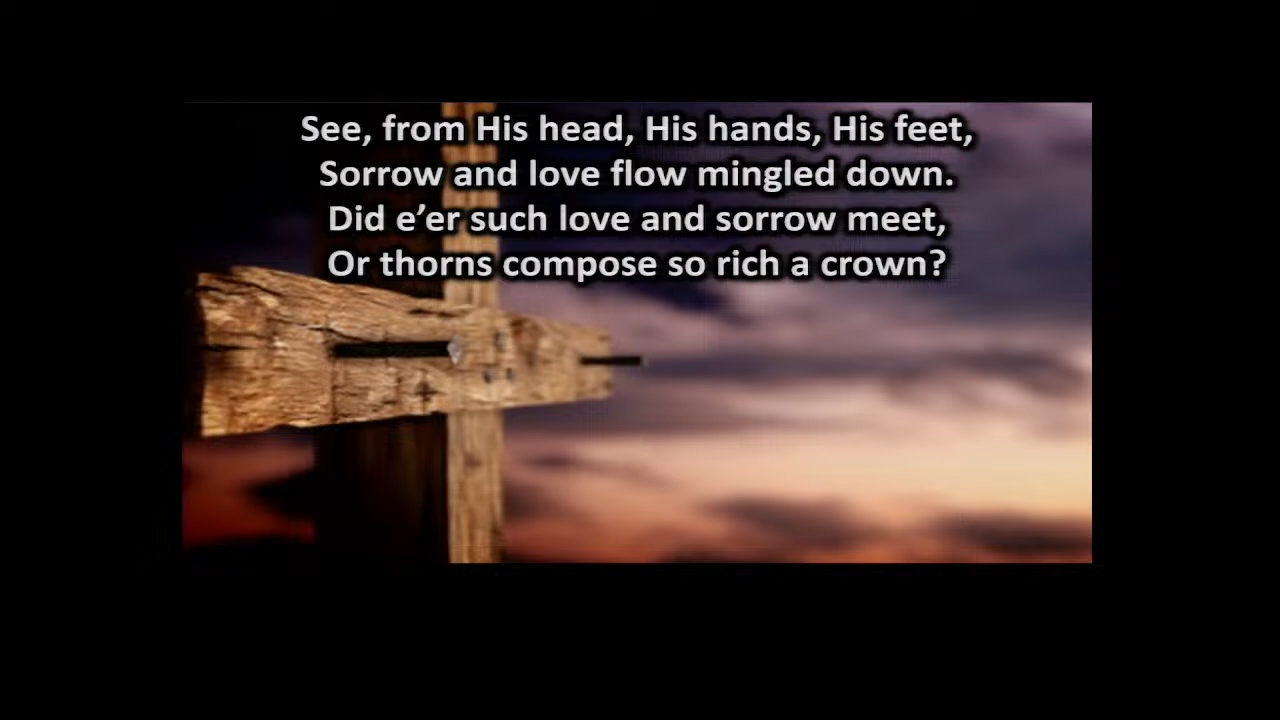 See, from His head, His hands, His feet,
Sorrow and love flow mingled down.
Did e’er such love and sorrow meet,
Or thorns compose so rich a crown?